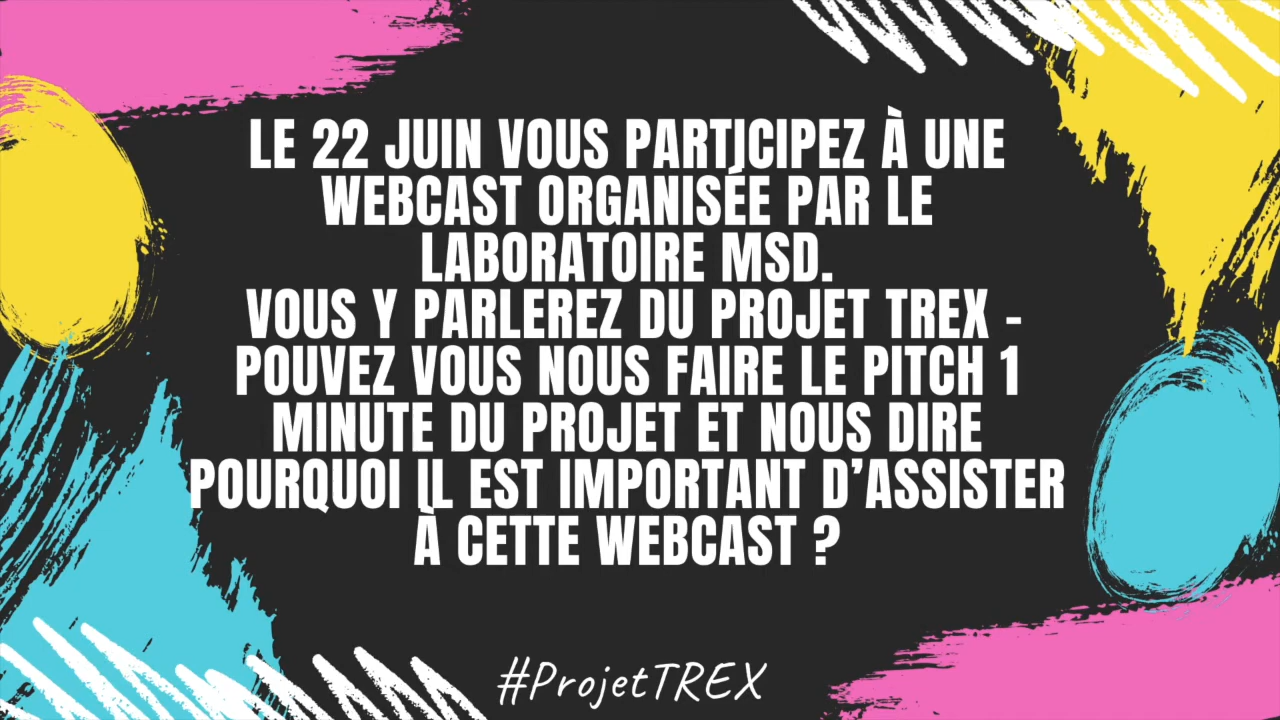 LE 22 JUIN VOUS PARTICIPEZ À UNE
WEBCAST ORGANISÉE PAR LE
LABORATOIRE MSD.
VOUS Y PARLEREZ DU PROJET TREX -
POUVEZ VOUS NOUS FAIRE LE PITCH 1
MINUTE DU PROJET ET NOUS DIRE
POURQUOI IL EST IMPORTANT D’ASSISTER
À CETTE WEBCAST ?
#ProjetTREX